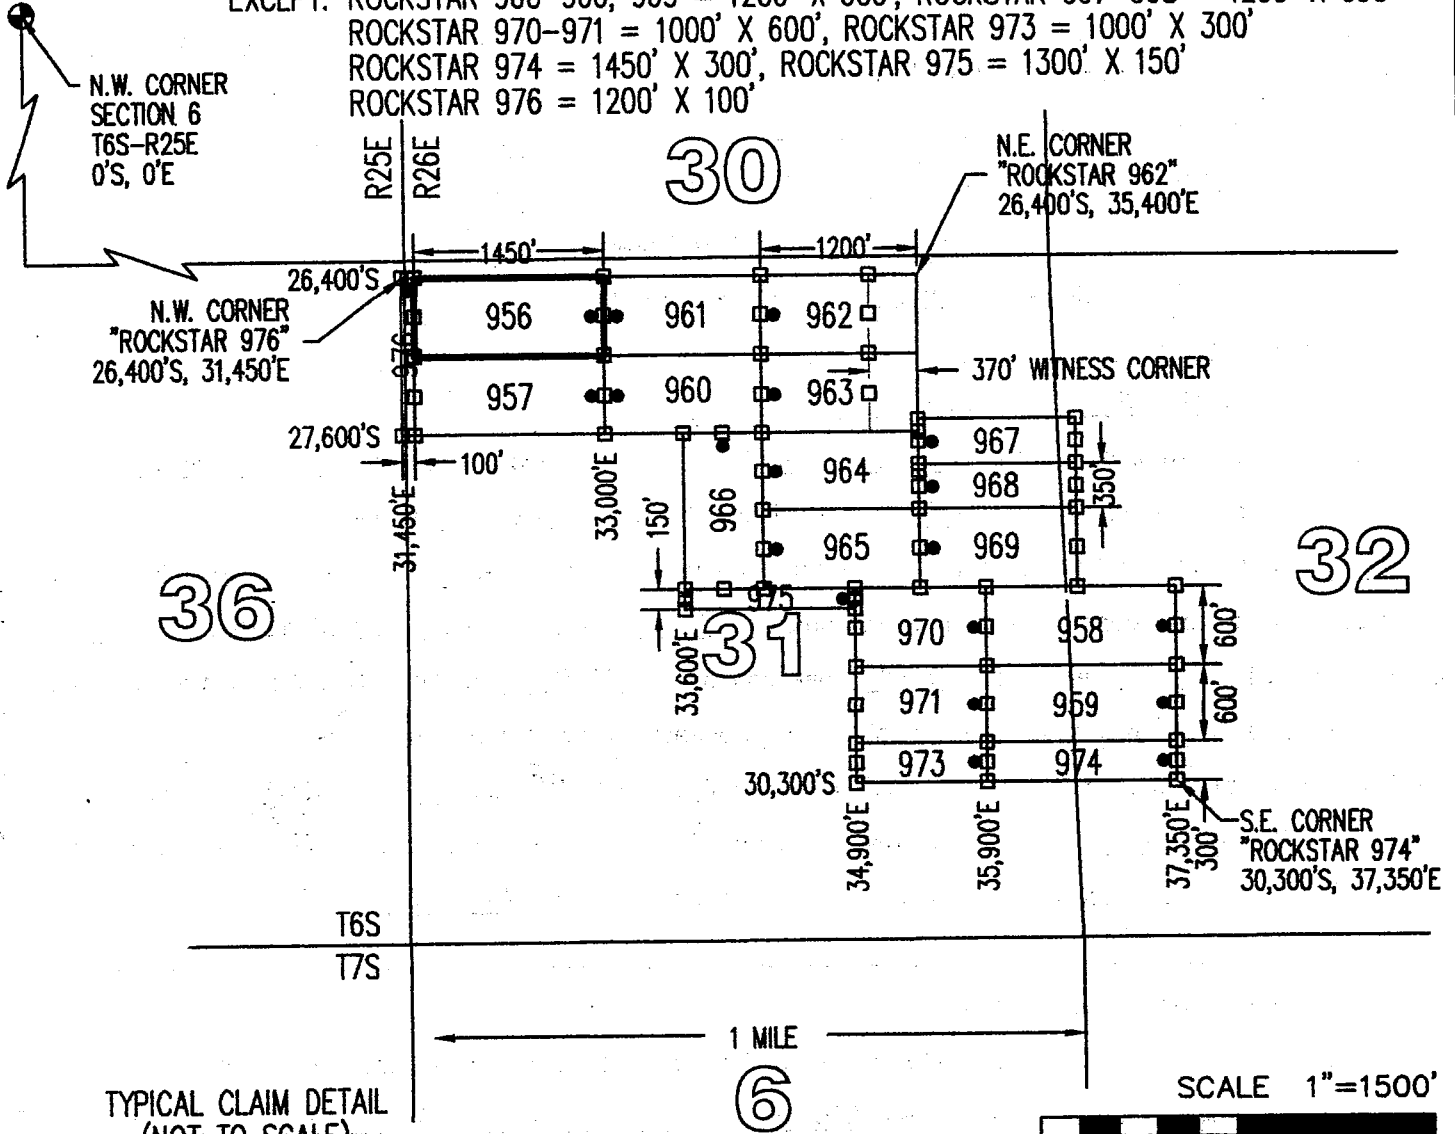 ROCKSTAR 970-971 = 1000' X 600', ROCKSTAR 973 = 1000' X 300'
ROCKSTAR 974 = 1450' X 300', ROCKSTAR 975 = 1300' X 150'
ROCKSTAR 976 = 1200' X 100'
N.W. CORNER
SECTION 6
T6S-R25E
0'S, 0'E
R25E
R26E
30
N.E. CORNER
"ROCKSTAR 962"
26,400'S, 35,400'E
1450'
1200'
26,400'S
N.W. CORNER
"ROCKSTAR 976"
26,400'S, 31,450'E
976
956
961
962
370' WITNESS CORNER
957
960
963
27,600'S
100'
31,450'E
33,000'E
150'
966
964
967
968
350'
965
969
36
32
975
31
33,600'E
970
958
600'
971
959
600'
973
974
30,300'S
34,900'E
35,900'E
37,350'E
300'
S.E. CORNER
"ROCKSTAR 974"
30,300'S, 37,350'E
T6S
T7S
1 MILE
6
SCALE 1"=1500'
TYPICAL CLAIM DETAIL
(NOT TO SCALE)